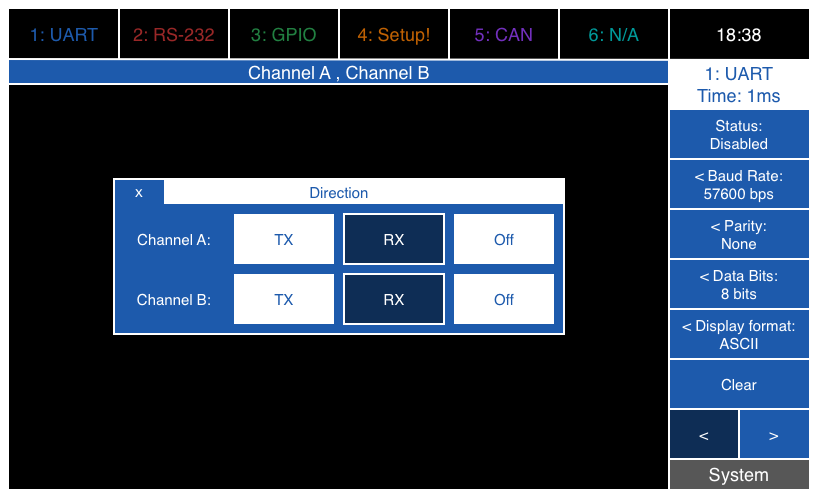 1: UART
2: RS-232
3: GPIO
4: Setup!
5: CAN
6: N/A
18:38
Channel A , Channel B
1: UART
Time: 1ms
Status:
Disabled
< Baud Rate:
57600 bps
< Parity:
None
< Data Bits:
8 bits
< Display format:
ASCII
Clear
<
>
System
x
Direction
Channel A:
TX
RX
Off
Channel B:
TX
RX
Off